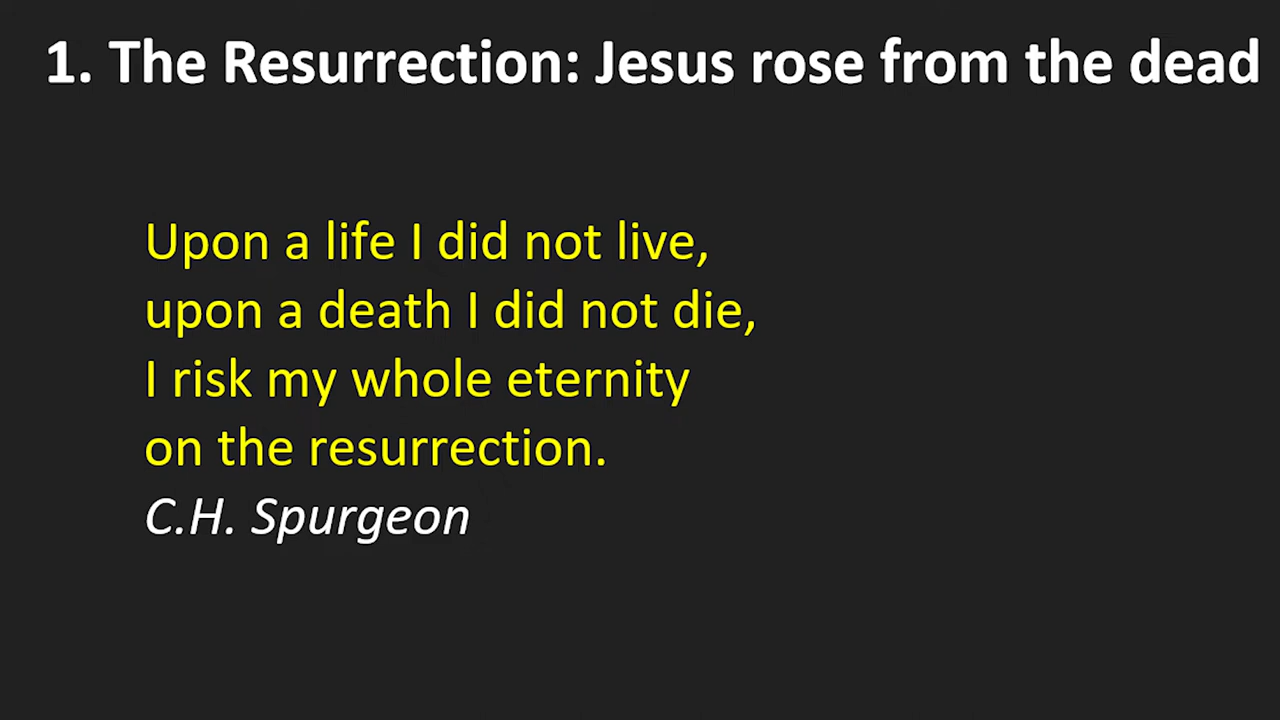 1. The Resurrection: Jesus rose from the dead
Upon a life I did not live,
upon a death I did not die,
I risk my whole eternity
on the resurrection.
C.H. Spurgeon